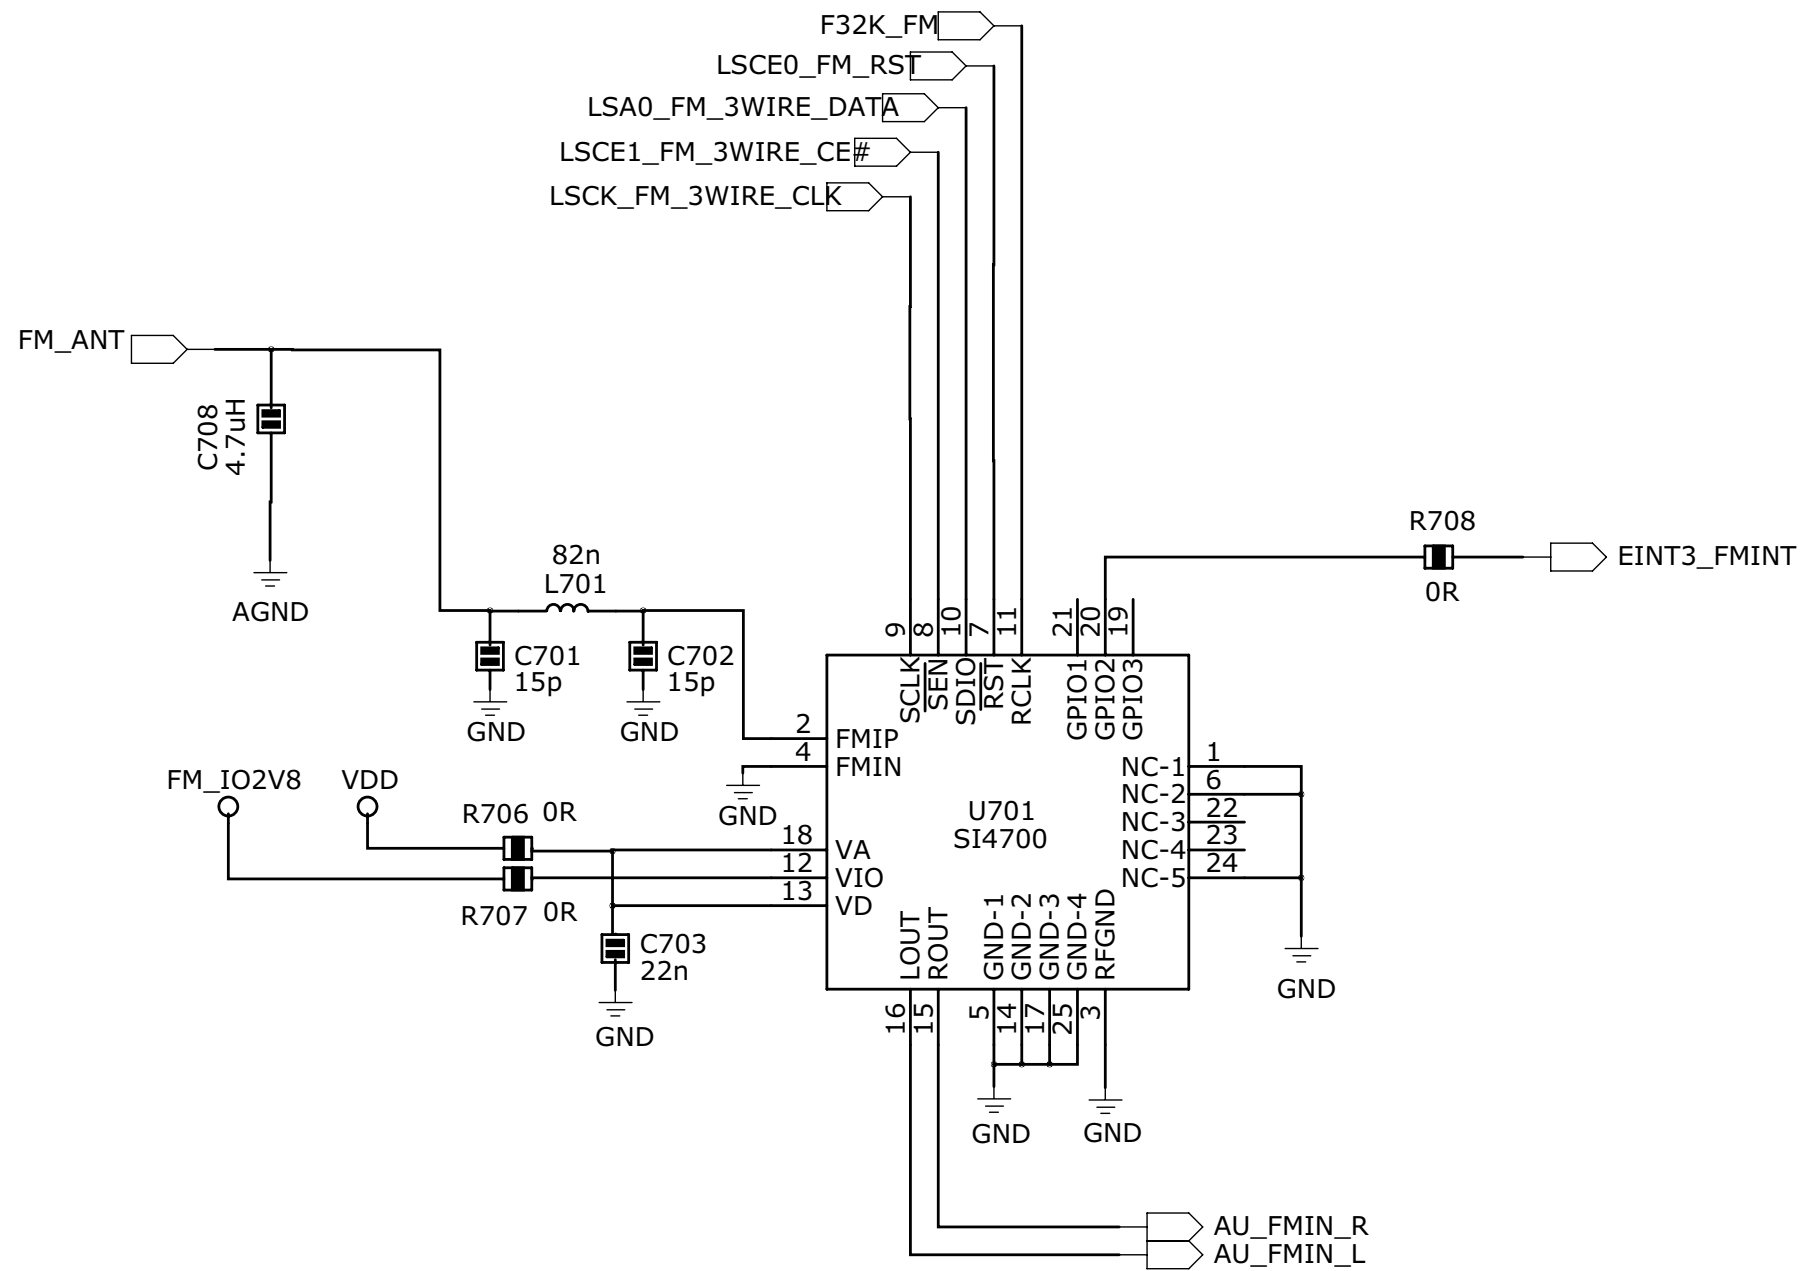 F32K_FM
LSCE0_FM_RST
LSA0_FM_3WIRE_DATA
LSCE1_FM_3WIRE_CE#
LSCK_FM_3WIRE_CLK
FM_ANT
C708
4.7uH
AGND
82n
L701
C701
15p
GND
C702
15p
GND
R708
0R
EINT3_FMINT
9
8
10
7
11
21
20
19
SCLK
SEN
SDIO
RST
RCLK
GPIO1
GPIO2
GPIO3
2
FMIP
4
FMIN
GND
FM_IO2V8
VDD
R706 0R
R707 0R
18
VA
12
VIO
13
VD
C703
22n
GND
U701
SI4700
1
NC-1
6
NC-2
22
NC-3
23
NC-4
24
NC-5
GND
LOUT
ROUT
GND-1
GND-2
GND-3
GND-4
RFGND
16
15
5
14
17
25
3
GND
GND
AU_FMIN_R
AU_FMIN_L